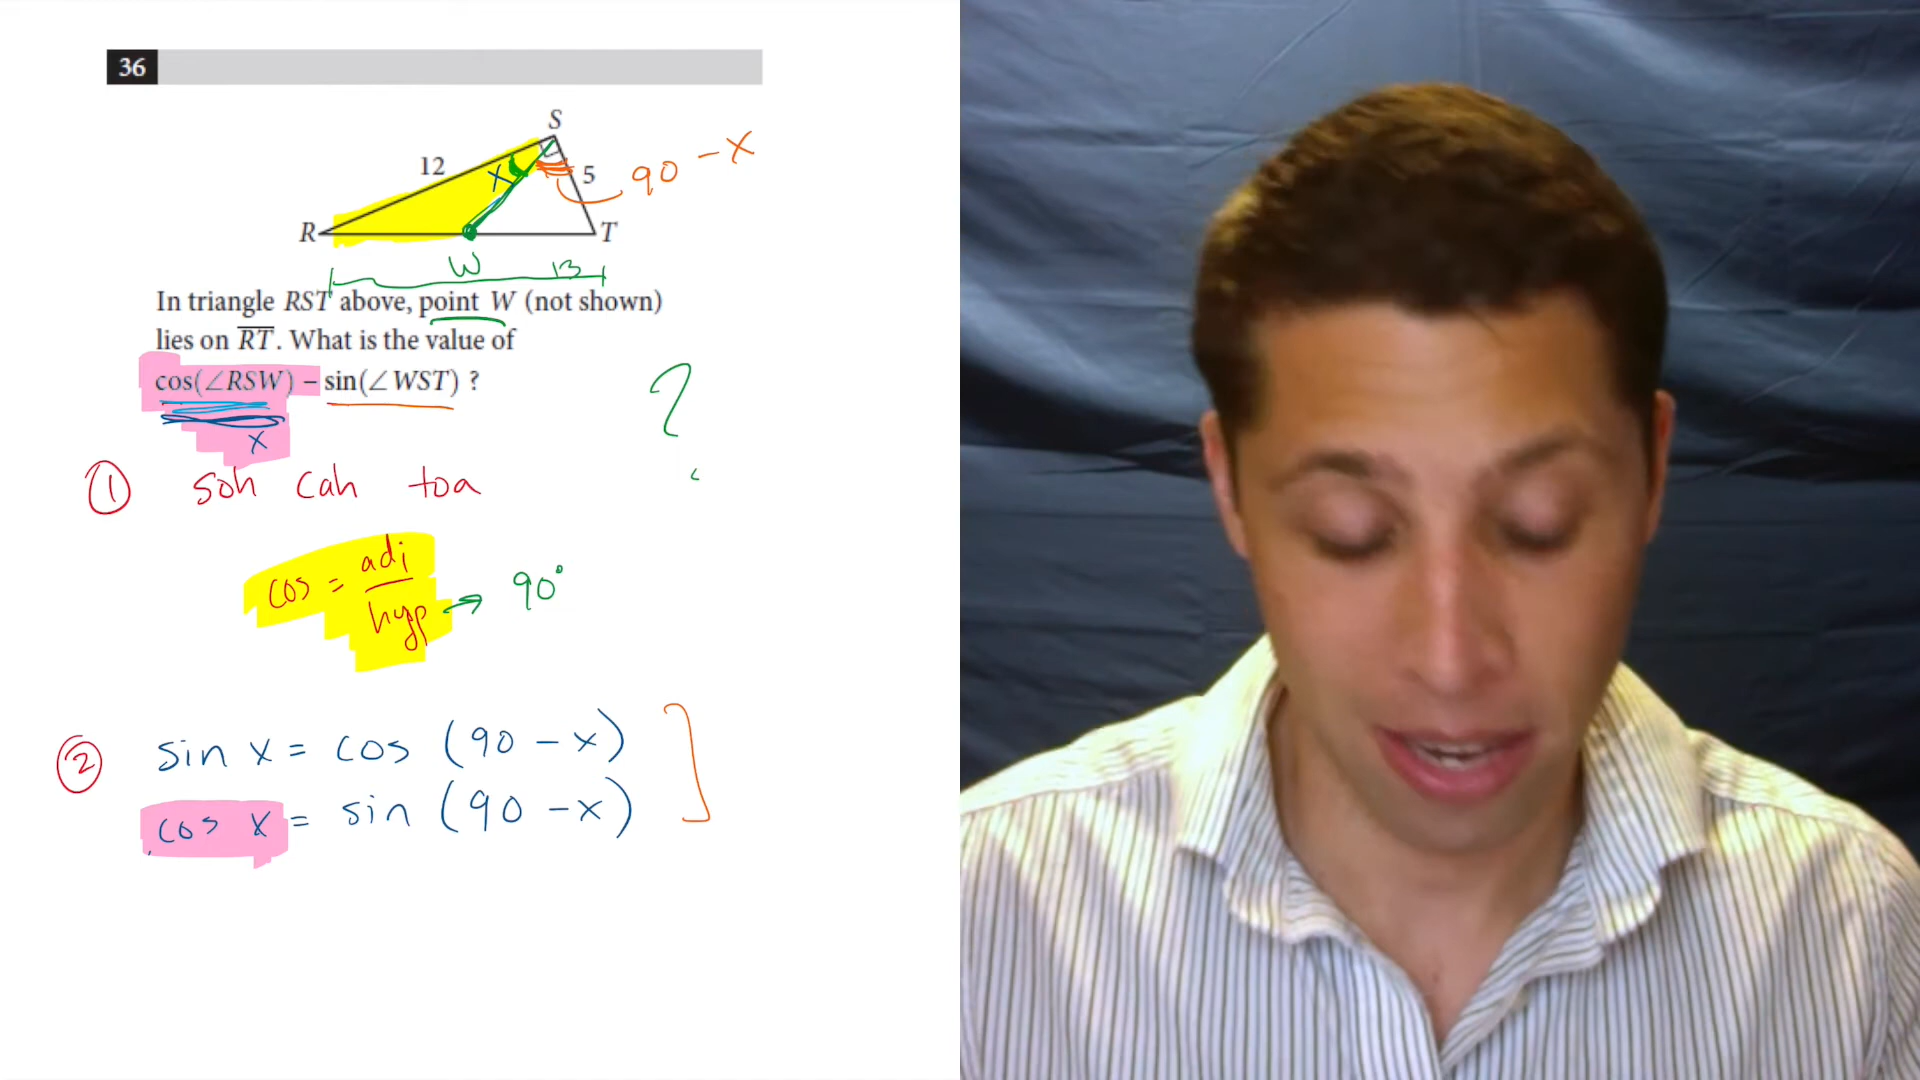 36
S
12
x
5
90 - x
R
T
W
13
In triangle RST above, point W (not shown)
lies on RT. What is the value of
cos(∠RSW) – sin(∠WST) ?
x
?
① soh cah toa
cos = adj/hyp → 90°
② sin x = cos (90 - x)
cos x = sin (90 - x)